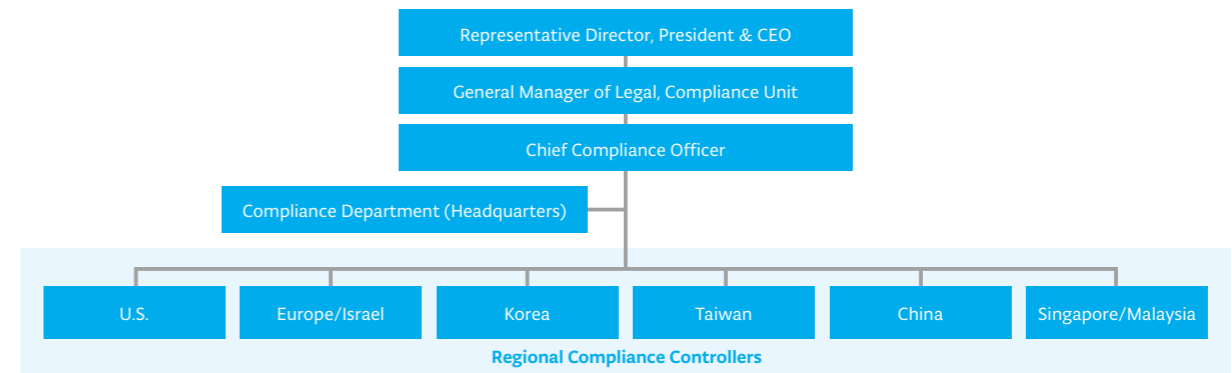 Representative Director, President & CEO
General Manager of Legal, Compliance Unit
Chief Compliance Officer
Compliance Department (Headquarters)
U.S.
Europe/Israel
Korea
Taiwan
China
Singapore/Malaysia
Regional Compliance Controllers